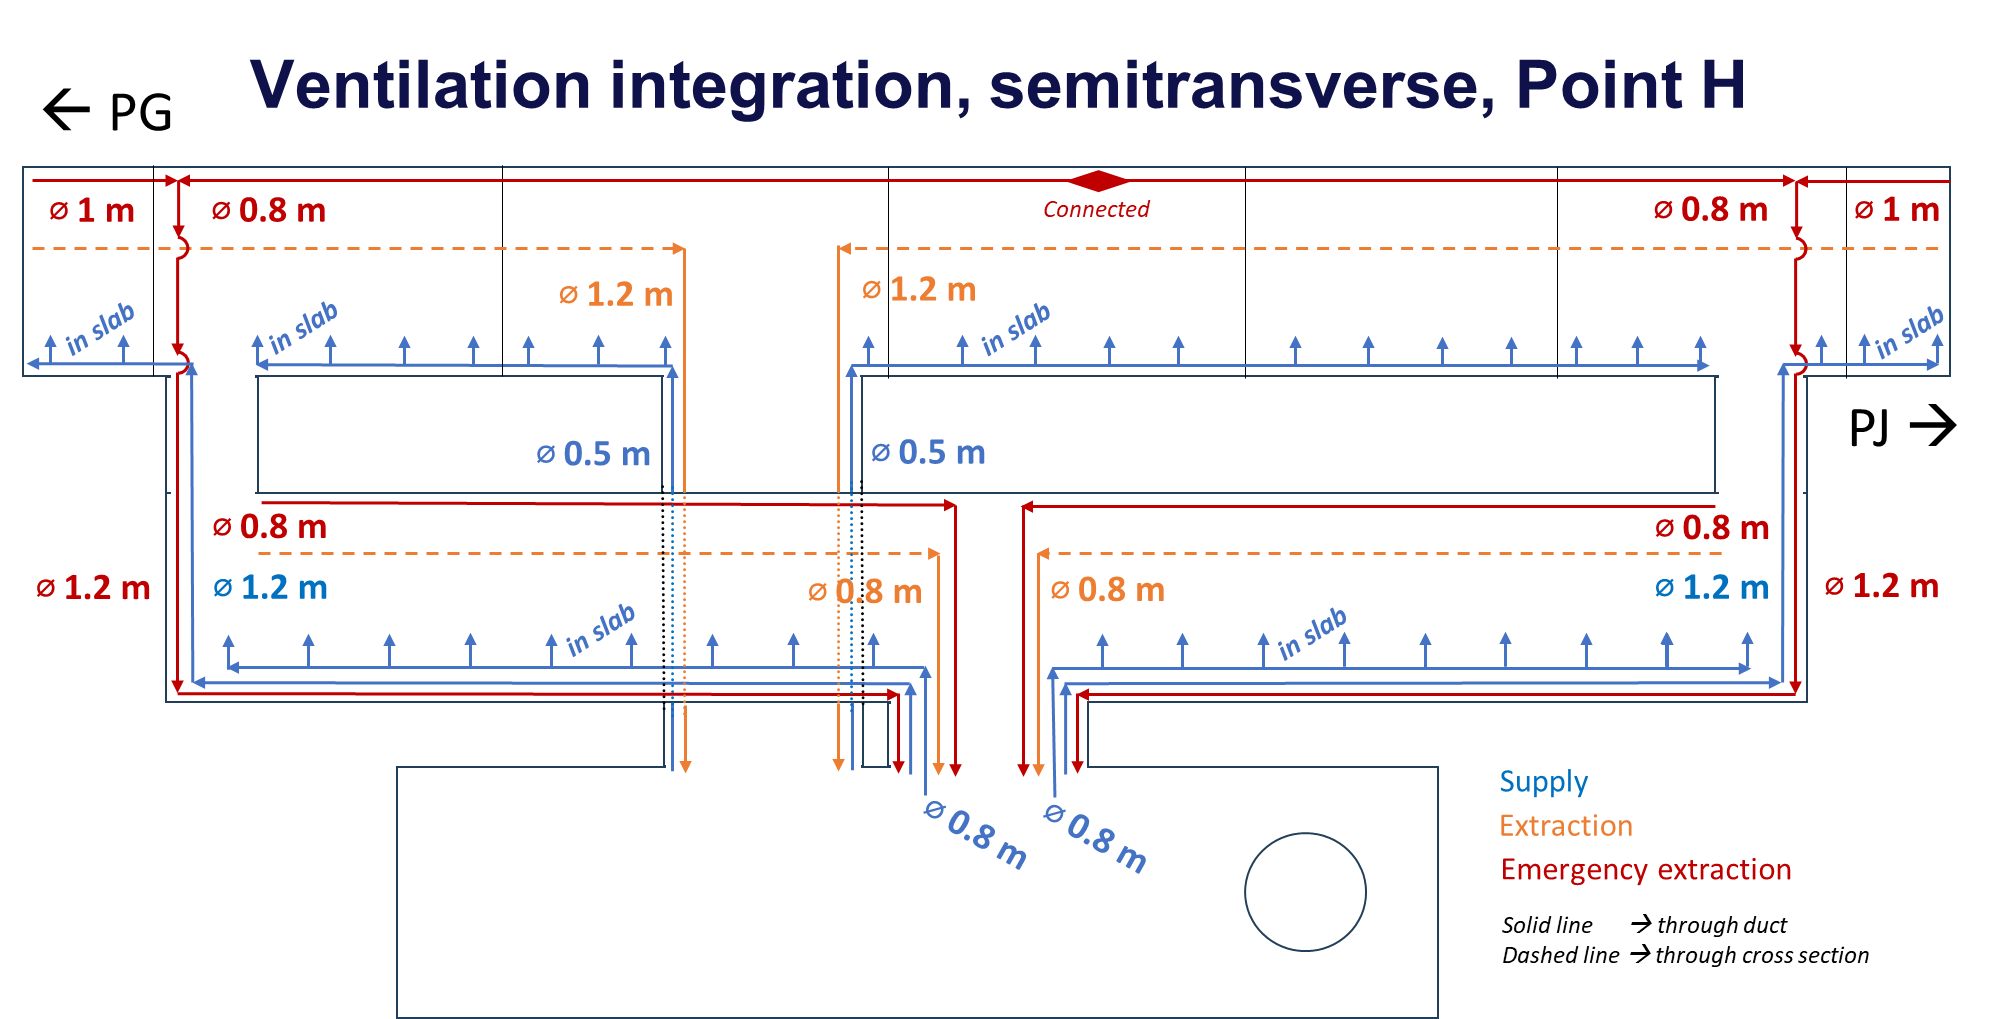 Ventilation integration, semitransverse, Point H
← PG
⌀ 1 m
⌀ 0.8 m
Connected
⌀ 0.8 m
⌀ 1 m
⌀ 1.2 m
⌀ 1.2 m
in slab
in slab
in slab
in slab
PJ →
⌀ 0.5 m
⌀ 0.5 m
⌀ 0.8 m
⌀ 0.8 m
⌀ 1.2 m
⌀ 1.2 m
⌀ 0.8 m
⌀ 0.8 m
⌀ 1.2 m
⌀ 1.2 m
in slab
in slab
⌀ 0.8 m
⌀ 0.8 m
Supply
Extraction
Emergency extraction
Solid line → through duct
Dashed line → through cross section